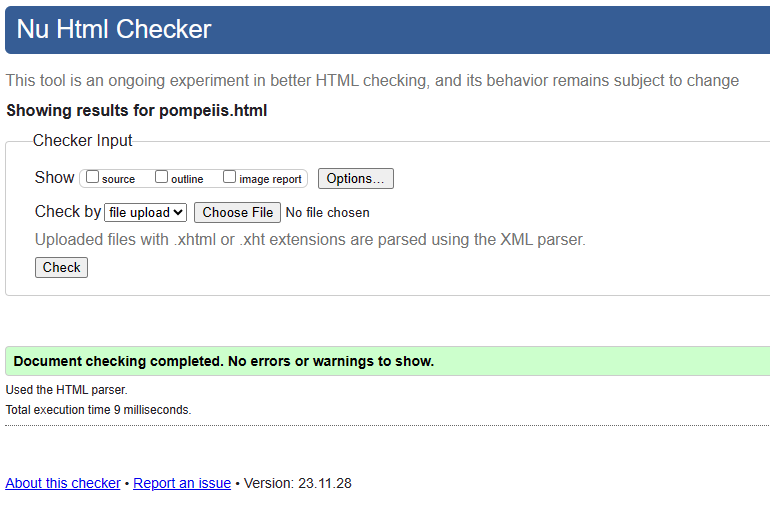 Nu Html Checker
This tool is an ongoing experiment in better HTML checking, and its behavior remains subject to change
Showing results for pompeiis.html
Checker Input
Show source outline image report Options...
Check by file upload Choose File No file chosen
Uploaded files with .xhtml or .xht extensions are parsed using the XML parser.
Check
Document checking completed. No errors or warnings to show.
Used the HTML parser.
Total execution time 9 milliseconds.
About this checker • Report an issue • Version: 23.11.28